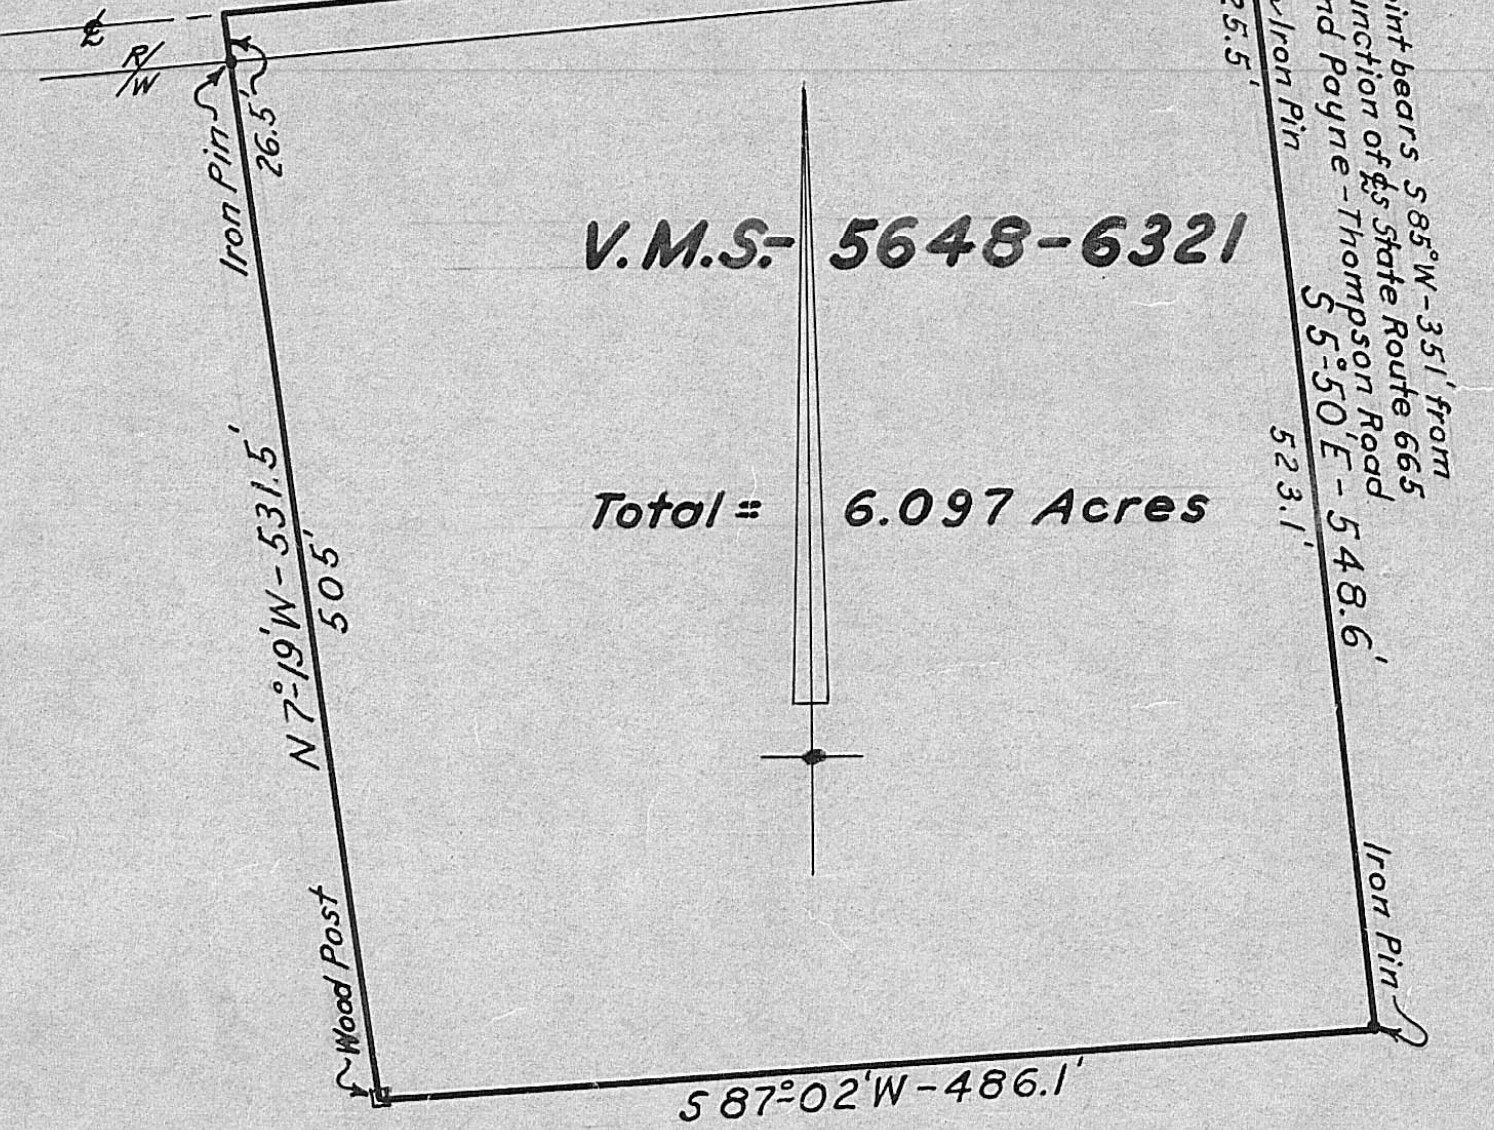 ℄
R/W
Iron Pin
26.5'
25.5'
Iron Pin
bears S 85°W-351' from
of ℄s State Route 665
Payne-Thompson Road
V.M.S.- 5648-6321
S 5°-50'E - 548.6'
523.1'
Total = 6.097 Acres
N 7°-19'W - 531.5'
505'
Wood Post
Iron Pin
S 87°-02'W - 486.1'